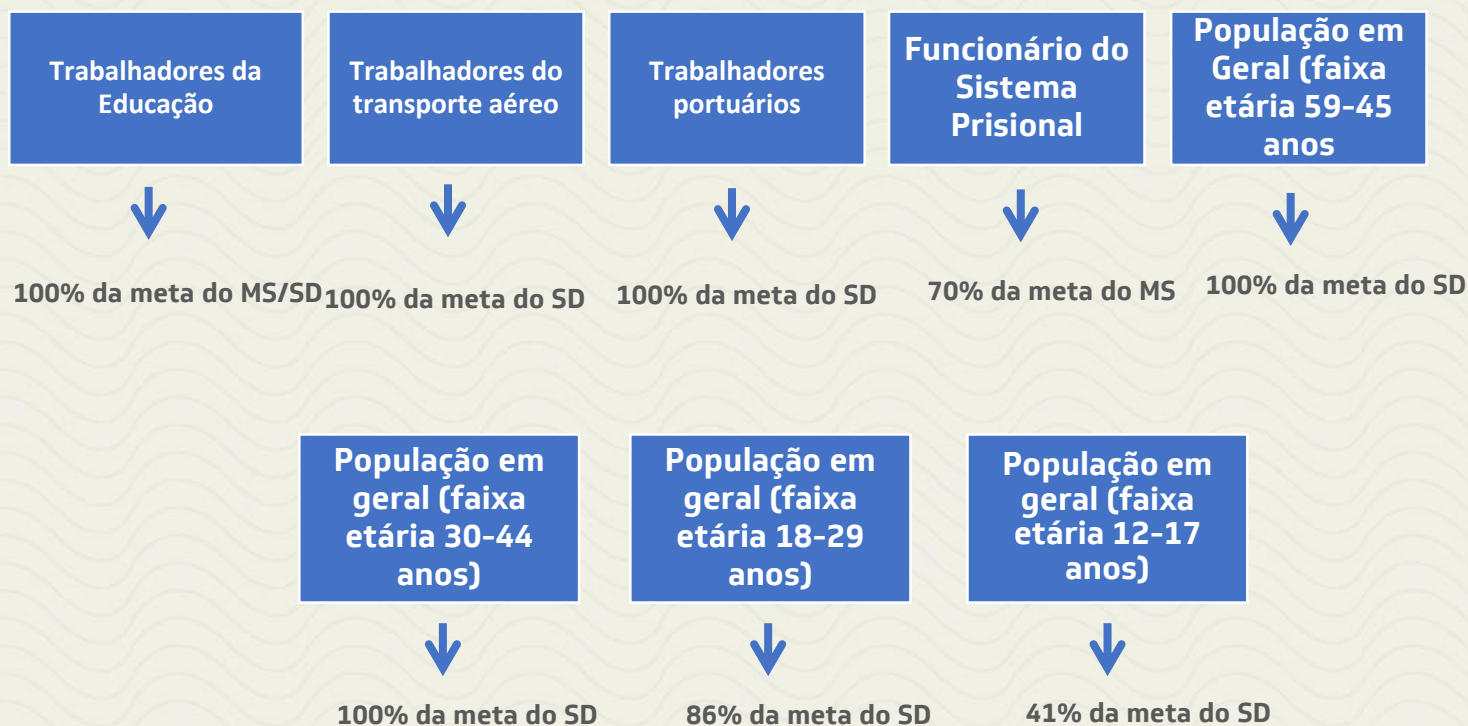 Trabalhadores da
Educação
Trabalhadores do
transporte aéreo
Trabalhadores
portuários
Funcionário do
Sistema
Prisional
População em
Geral (faixa
etária 59-45
anos
100% da meta do MS/SD
100% da meta do SD
100% da meta do SD
70% da meta do MS
100% da meta do SD
População em
geral (faixa
etária 30-44
anos)
População em
geral (faixa
etária 18-29
anos)
População em
geral (faixa
etária 12-17
anos)
100% da meta do SD
86% da meta do SD
41% da meta do SD